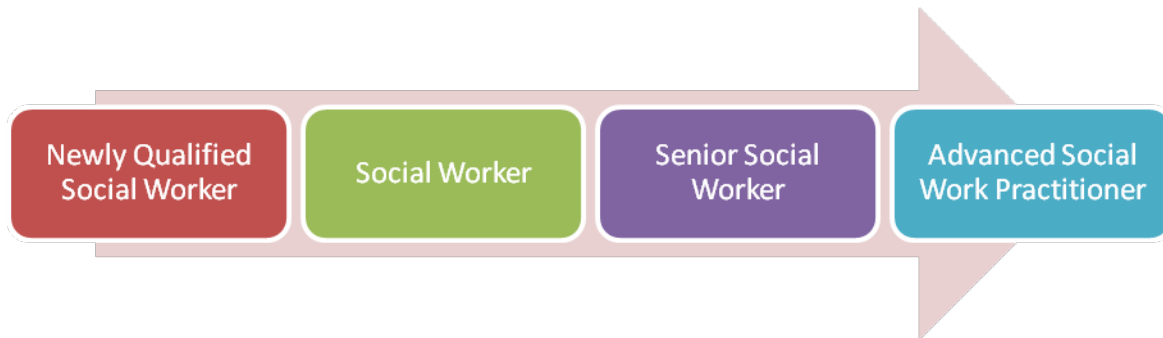 Newly Qualified
Social Worker
Social Worker
Senior Social
Worker
Advanced Social
Work Practitioner